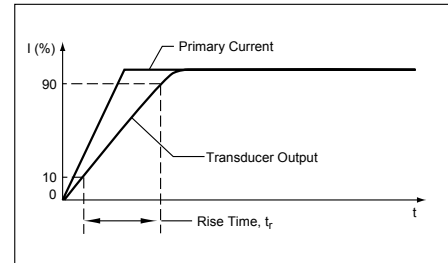 I (%)
Primary Current
90
Transducer Output
10
0
t
Rise Time, tr